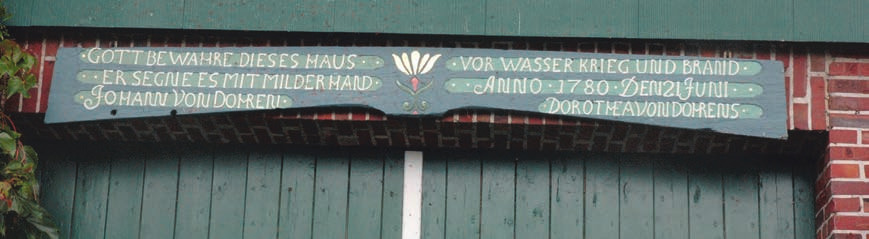 GOTT BEWAHRE DIESES HAUS
VOR WASSER KRIEG UND BRAND
ER SEGNE ES MIT MILDER HAND
ANNO 1780 DEN 21 JUNI
JOHANN VON DOHREN
DOROTHEA VON DOHRENS